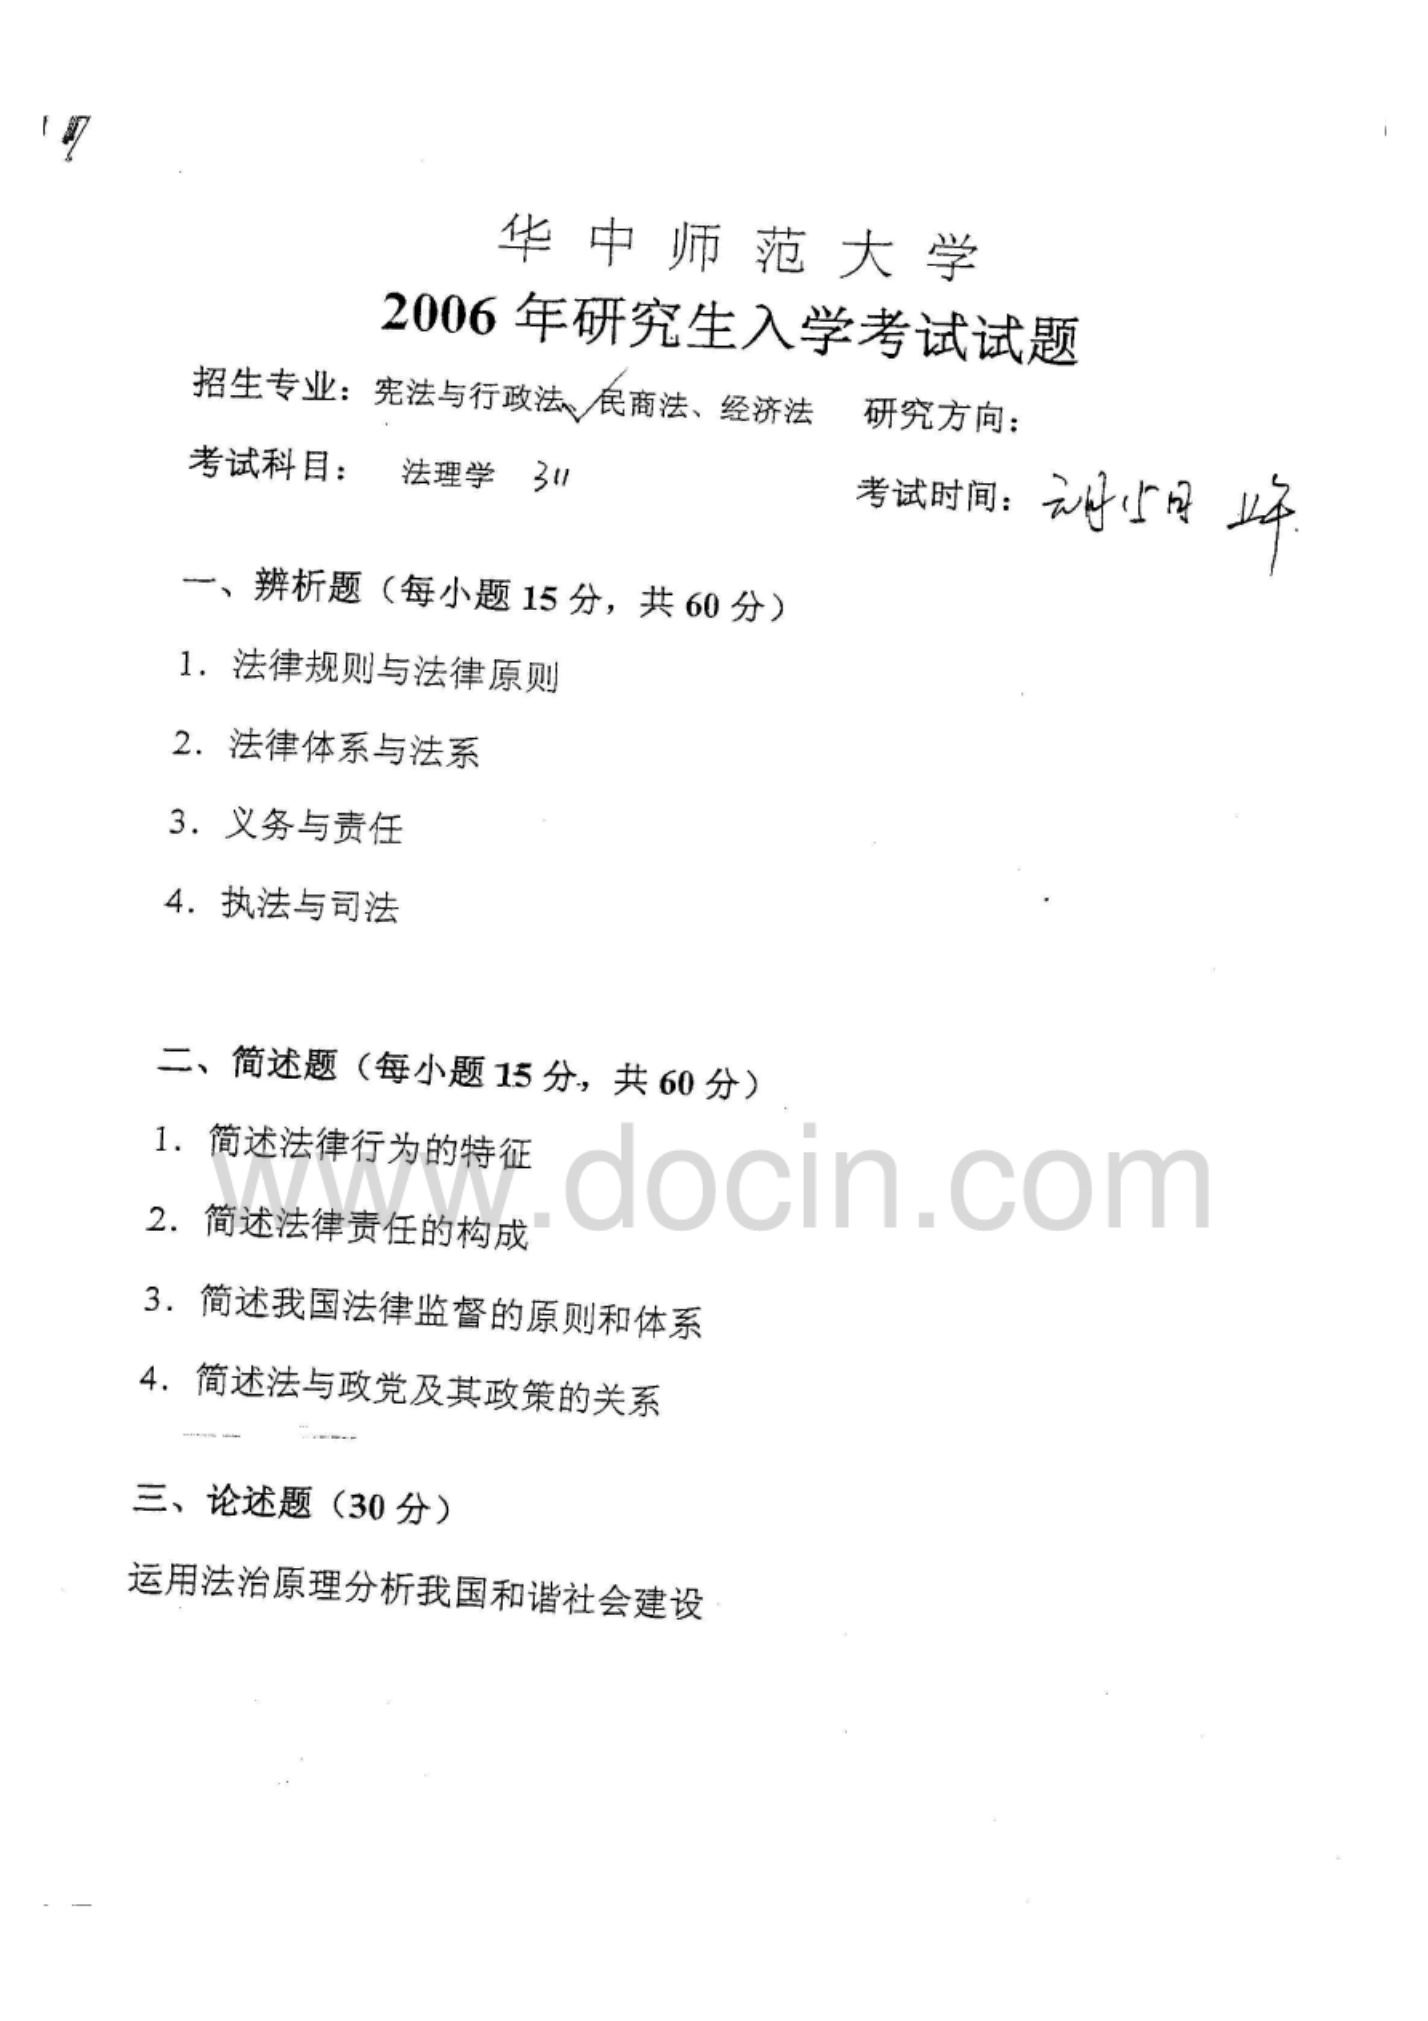 华中师范大学
2006年研究生入学考试试题
招生专业：宪法与行政法、民商法、经济法 研究方向：
考试科目： 法理学 311 考试时间：元月15日 上午.
一、辨析题（每小题15分，共60分）
1. 法律规则与法律原则
2. 法律体系与法系
3. 义务与责任
4. 执法与司法
二、简述题（每小题15分，共60分）
1. 简述法律行为的特征
www.docin.com
2. 简述法律责任的构成
3. 简述我国法律监督的原则和体系
4. 简述法与政党及其政策的关系
三、论述题（30分）
运用法治原理分析我国和谐社会建设